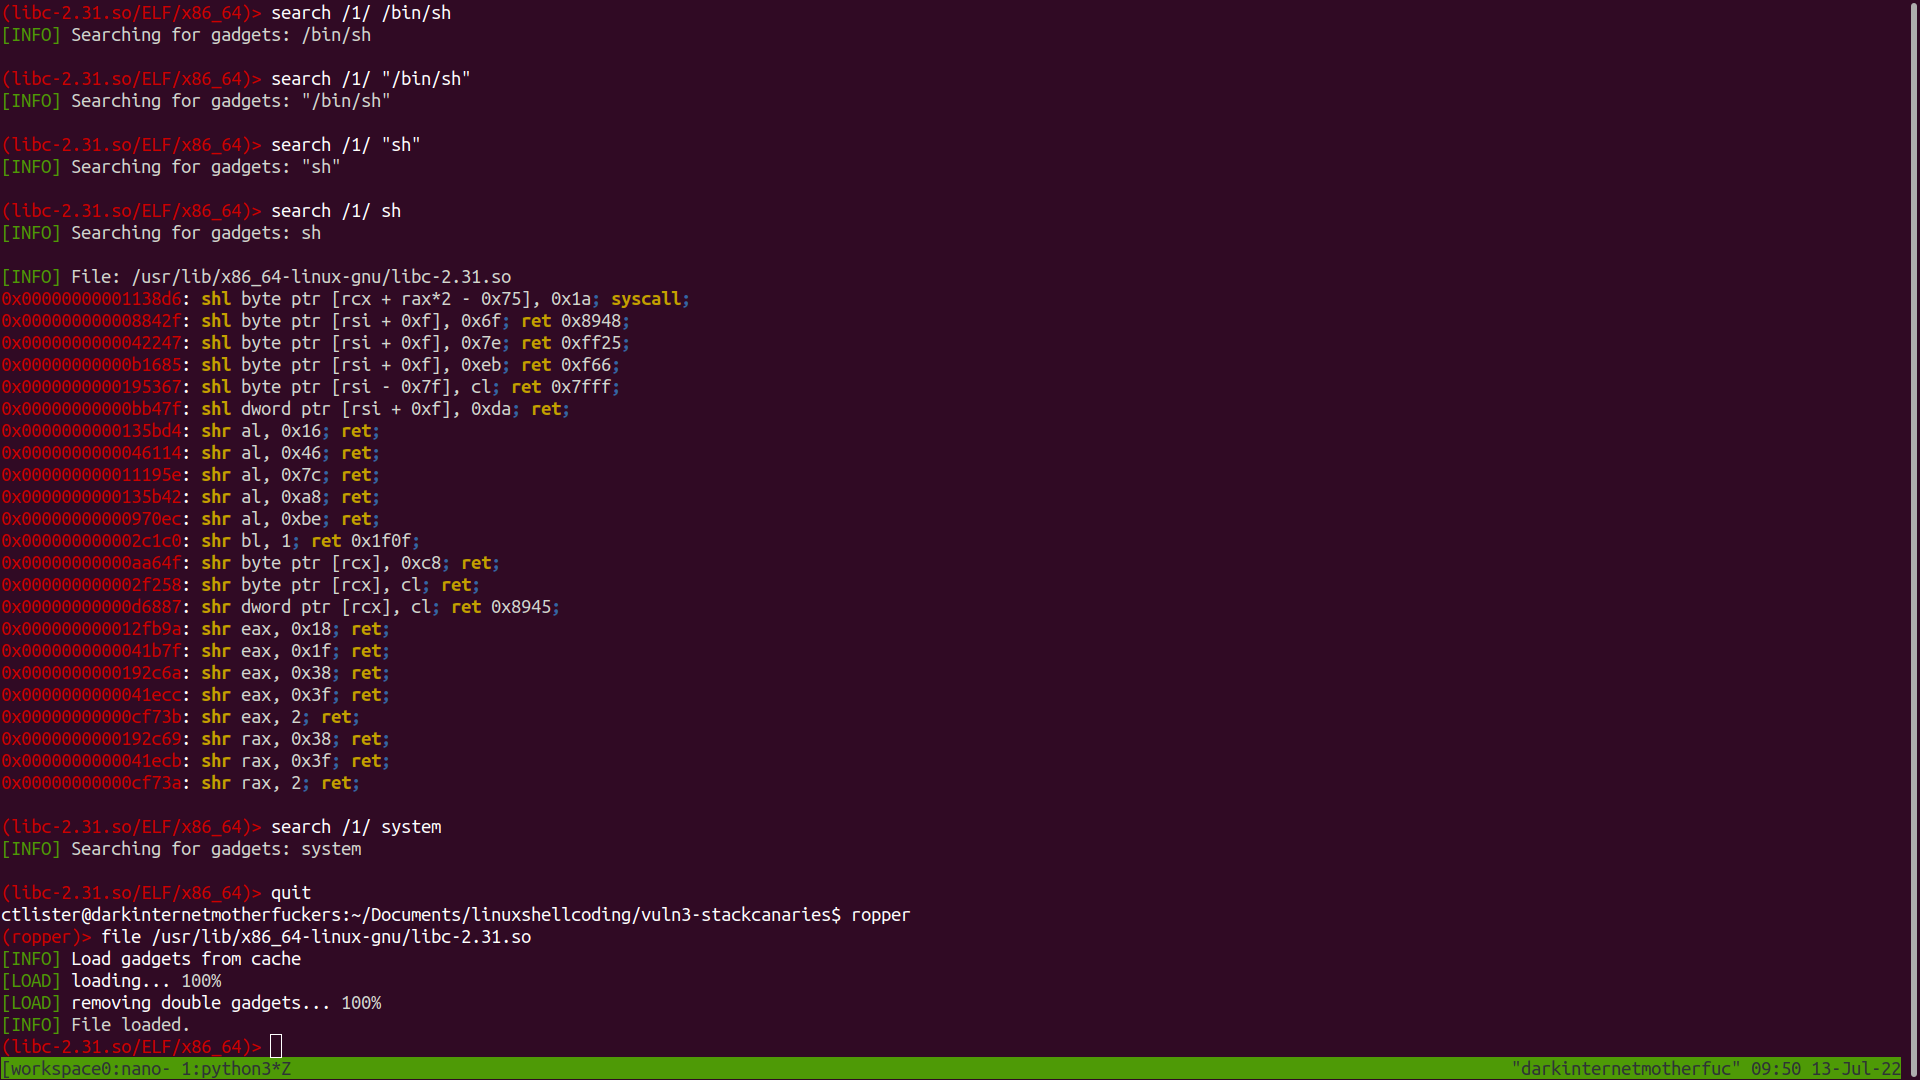 (libc-2.31.so/ELF/x86_64)> search /1/ /bin/sh
[INFO] Searching for gadgets: /bin/sh
(libc-2.31.so/ELF/x86_64)> search /1/ "/bin/sh"
[INFO] Searching for gadgets: "/bin/sh"
(libc-2.31.so/ELF/x86_64)> search /1/ "sh"
[INFO] Searching for gadgets: "sh"
(libc-2.31.so/ELF/x86_64)> search /1/ sh
[INFO] Searching for gadgets: sh
[INFO] File: /usr/lib/x86_64-linux-gnu/libc-2.31.so
0x00000000001138d6: shl byte ptr [rcx + rax*2 - 0x75], 0x1a; syscall;
0x000000000008842f: shl byte ptr [rsi + 0xf], 0x6f; ret 0x8948;
0x0000000000042247: shl byte ptr [rsi + 0xf], 0x7e; ret 0xff25;
0x00000000000b1685: shl byte ptr [rsi + 0xf], 0xeb; ret 0xf66;
0x0000000000195367: shl byte ptr [rsi - 0x7f], cl; ret 0x7fff;
0x00000000000bb47f: shl dword ptr [rsi + 0xf], 0xda; ret;
0x0000000000135bd4: shr al, 0x16; ret;
0x0000000000046114: shr al, 0x46; ret;
0x000000000011195e: shr al, 0x7c; ret;
0x0000000000135b42: shr al, 0xa8; ret;
0x00000000000970ec: shr al, 0xbe; ret;
0x000000000002c1c0: shr bl, 1; ret 0x1f0f;
0x00000000000aa64f: shr byte ptr [rcx], 0xc8; ret;
0x000000000002f258: shr byte ptr [rcx], cl; ret;
0x00000000000d6887: shr dword ptr [rcx], cl; ret 0x8945;
0x000000000012fb9a: shr eax, 0x18; ret;
0x0000000000041b7f: shr eax, 0x1f; ret;
0x0000000000192c6a: shr eax, 0x38; ret;
0x0000000000041ecc: shr eax, 0x3f; ret;
0x00000000000cf73b: shr eax, 2; ret;
0x0000000000192c69: shr rax, 0x38; ret;
0x0000000000041ecb: shr rax, 0x3f; ret;
0x00000000000cf73a: shr rax, 2; ret;
(libc-2.31.so/ELF/x86_64)> search /1/ system
[INFO] Searching for gadgets: system
(libc-2.31.so/ELF/x86_64)> quit
ctlister@darkinternetmotherfuckers:~/Documents/linuxshellcoding/vuln3-stackcanaries$ ropper
(ropper)> file /usr/lib/x86_64-linux-gnu/libc-2.31.so
[INFO] Load gadgets from cache
[LOAD] loading... 100%
[LOAD] removing double gadgets... 100%
[INFO] File loaded.
(libc-2.31.so/ELF/x86_64)>
[workspace0:nano- 1:python3*Z "darkinternetmotherfuc" 09:50 13-Jul-22